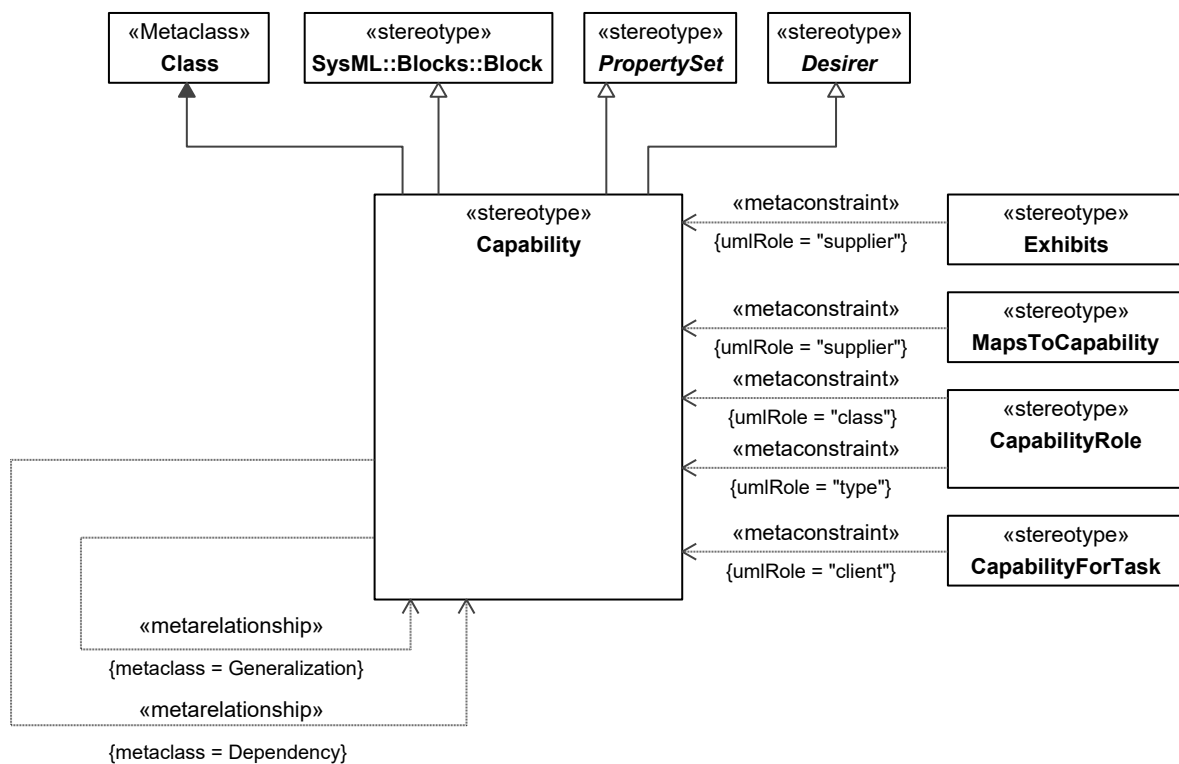 «Metaclass»
Class
«stereotype»
SysML::Blocks::Block
«stereotype»
PropertySet
«stereotype»
Desirer
«stereotype»
Capability
«metaconstraint»
{umlRole = "supplier"}
«stereotype»
Exhibits
«metaconstraint»
{umlRole = "supplier"}
«stereotype»
MapsToCapability
«metaconstraint»
{umlRole = "class"}
«metaconstraint»
{umlRole = "type"}
«stereotype»
CapabilityRole
«metaconstraint»
{umlRole = "client"}
«stereotype»
CapabilityForTask
«metarelationship»
{metaclass = Generalization}
«metarelationship»
{metaclass = Dependency}